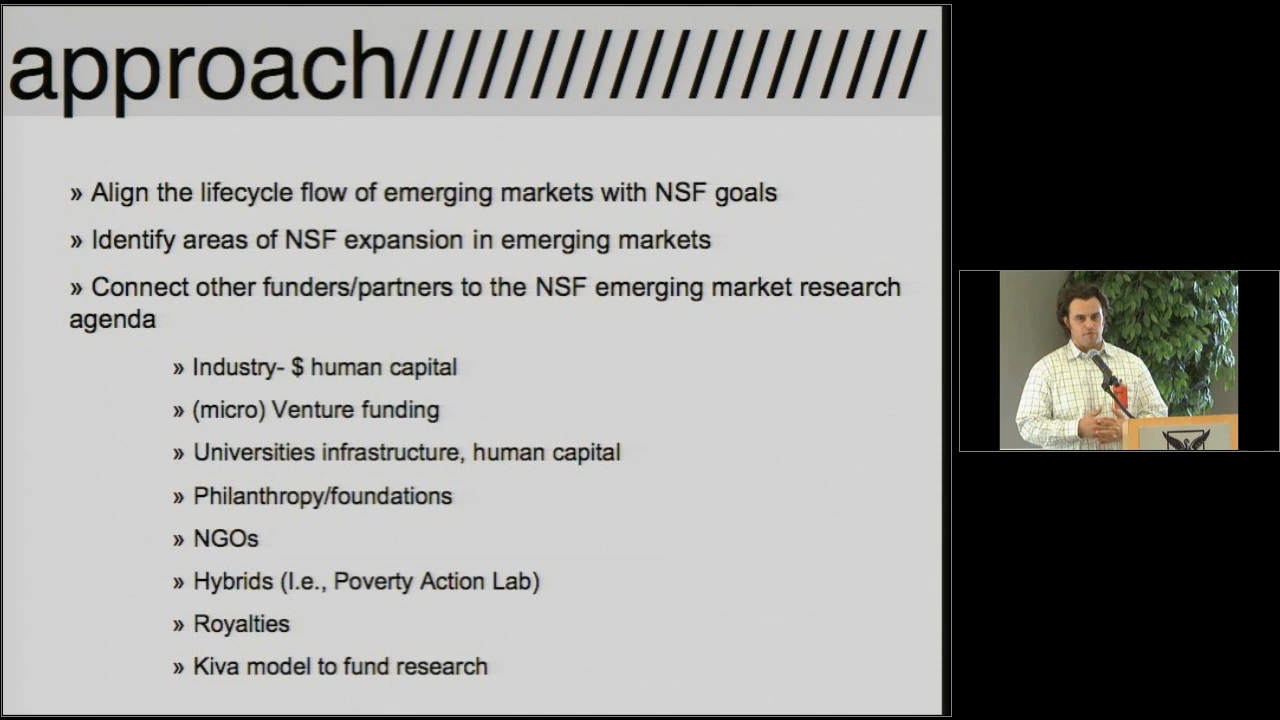 approach////////////////////
» Align the lifecycle flow of emerging markets with NSF goals
» Identify areas of NSF expansion in emerging markets
» Connect other funders/partners to the NSF emerging market research
agenda
» Industry- $ human capital
» (micro) Venture funding
» Universities infrastructure, human capital
» Philanthropy/foundations
» NGOs
» Hybrids (I.e., Poverty Action Lab)
» Royalties
» Kiva model to fund research